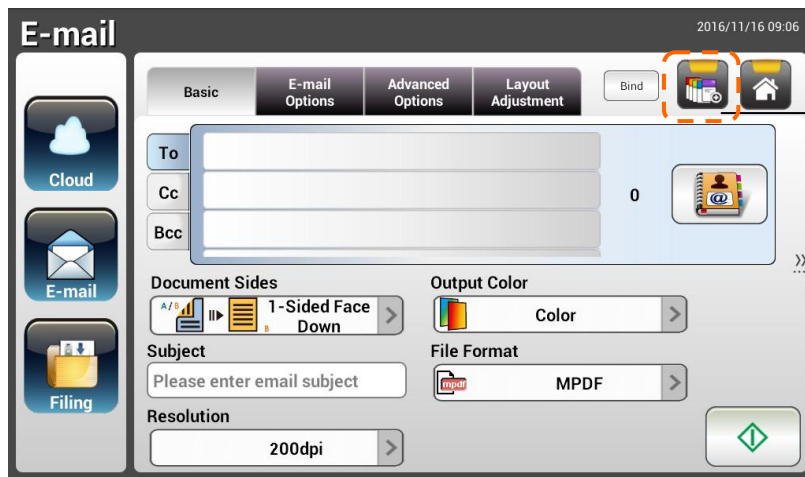 E-mail
2016/11/16 09:06
Basic
E-mail
Options
Advanced
Options
Layout
Adjustment
Bind
To
Cc
Bcc
0
@
Cloud
E-mail
Filing
Document Sides
A/B
1-Sided Face
B
Down
Output Color
Color
Subject
Please enter email subject
File Format
mpdf
MPDF
Resolution
200dpi